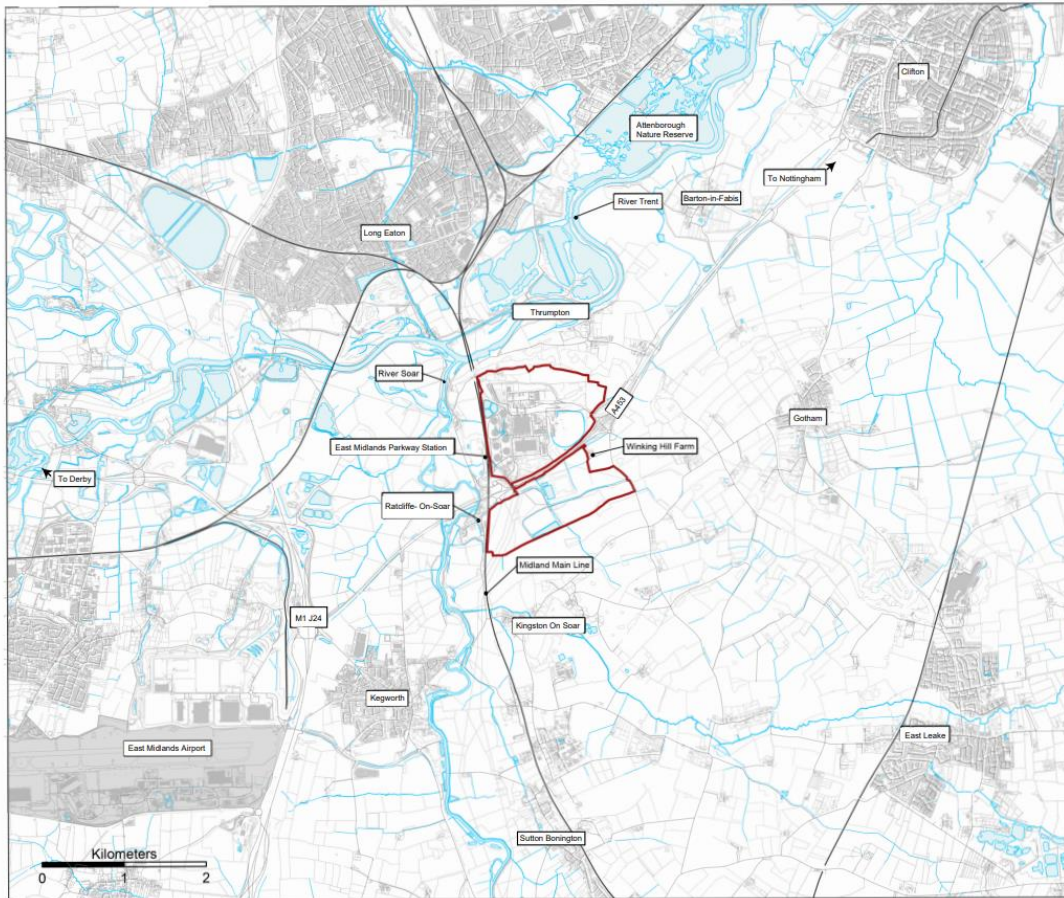 Clifton
Attenborough
Nature Reserve
To Nottingham
Barton-in-Fabis
River Trent
Long Eaton
Thrumpton
River Soar
A453
Gotham
East Midlands Parkway Station
Winking Hill Farm
To Derby
Ratcliffe- On-Soar
Midland Main Line
M1 J24
Kingston On Soar
Kegworth
East Leake
East Midlands Airport
Sutton Bonington
Kilometers
0 1 2